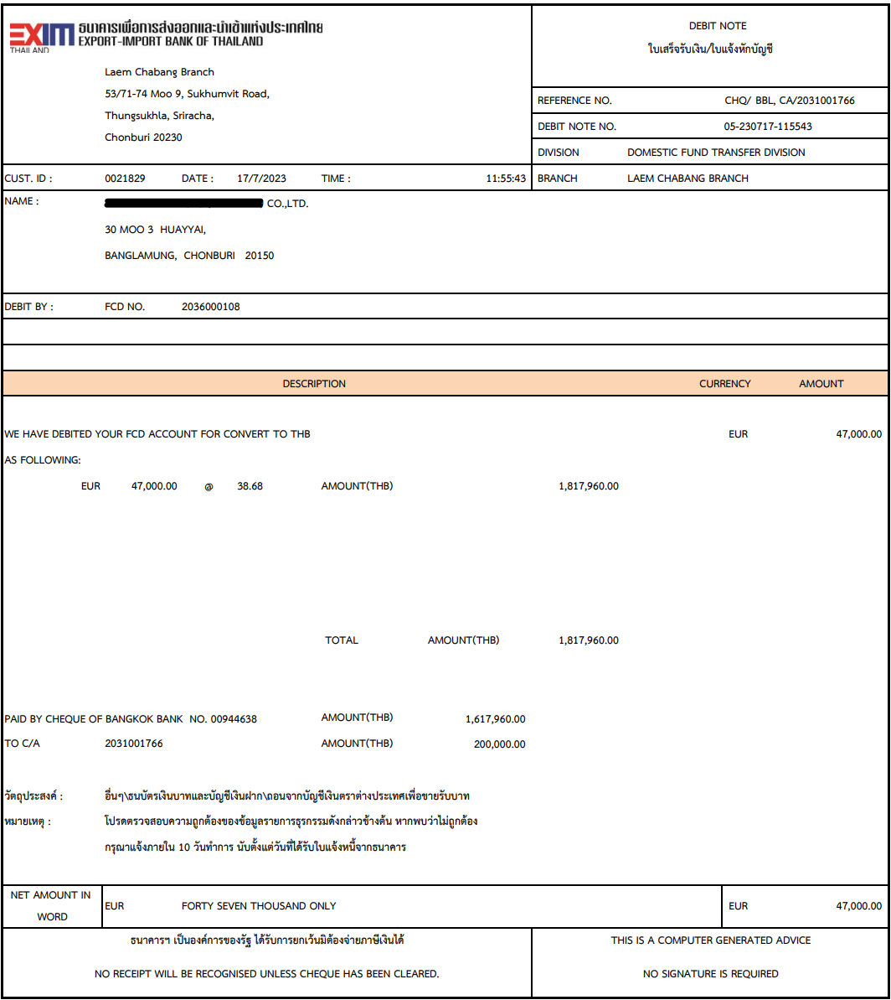 EXIM
THAILAND
ธนาคารเพื่อการส่งออกและนำเข้าแห่งประเทศไทย
EXPORT-IMPORT BANK OF THAILAND
Laem Chabang Branch
53/71-74 Moo 9, Sukhumvit Road,
Thungsukhla, Sriracha,
Chonburi 20230
DEBIT NOTE
ใบเสร็จรับเงิน/ใบแจ้งหักบัญชี
REFERENCE NO. CHQ/ BBL, CA/2031001766
DEBIT NOTE NO. 05-230717-115543
DIVISION DOMESTIC FUND TRANSFER DIVISION
CUST. ID : 0021829 DATE : 17/7/2023 TIME : 11:55:43 BRANCH LAEM CHABANG BRANCH
NAME : CO.,LTD.
30 MOO 3 HUAYYAI,
BANGLAMUNG, CHONBURI 20150
DEBIT BY : FCD NO. 2036000108
DESCRIPTION CURRENCY AMOUNT
WE HAVE DEBITED YOUR FCD ACCOUNT FOR CONVERT TO THB EUR 47,000.00
AS FOLLOWING:
EUR 47,000.00 @ 38.68 AMOUNT(THB) 1,817,960.00
TOTAL AMOUNT(THB) 1,817,960.00
PAID BY CHEQUE OF BANGKOK BANK NO. 00944638 AMOUNT(THB) 1,617,960.00
TO C/A 2031001766 AMOUNT(THB) 200,000.00
วัตถุประสงค์ : อื่นๆ\ธนบัตรเงินบาทและบัญชีเงินฝาก\ถอนจากบัญชีเงินตราต่างประเทศเพื่อขายรับบาท
หมายเหตุ : โปรดตรวจสอบความถูกต้องของข้อมูลรายการธุรกรรมดังกล่าวข้างต้น หากพบว่าไม่ถูกต้อง
กรุณาแจ้งภายใน 10 วันทำการ นับตั้งแต่วันที่ได้รับใบแจ้งหนี้จากธนาคาร
NET AMOUNT IN
WORD
EUR FORTY SEVEN THOUSAND ONLY EUR 47,000.00
ธนาคารฯ เป็นองค์การของรัฐ ได้รับการยกเว้นมิต้องจ่ายภาษีเงินได้
NO RECEIPT WILL BE RECOGNISED UNLESS CHEQUE HAS BEEN CLEARED.
THIS IS A COMPUTER GENERATED ADVICE
NO SIGNATURE IS REQUIRED